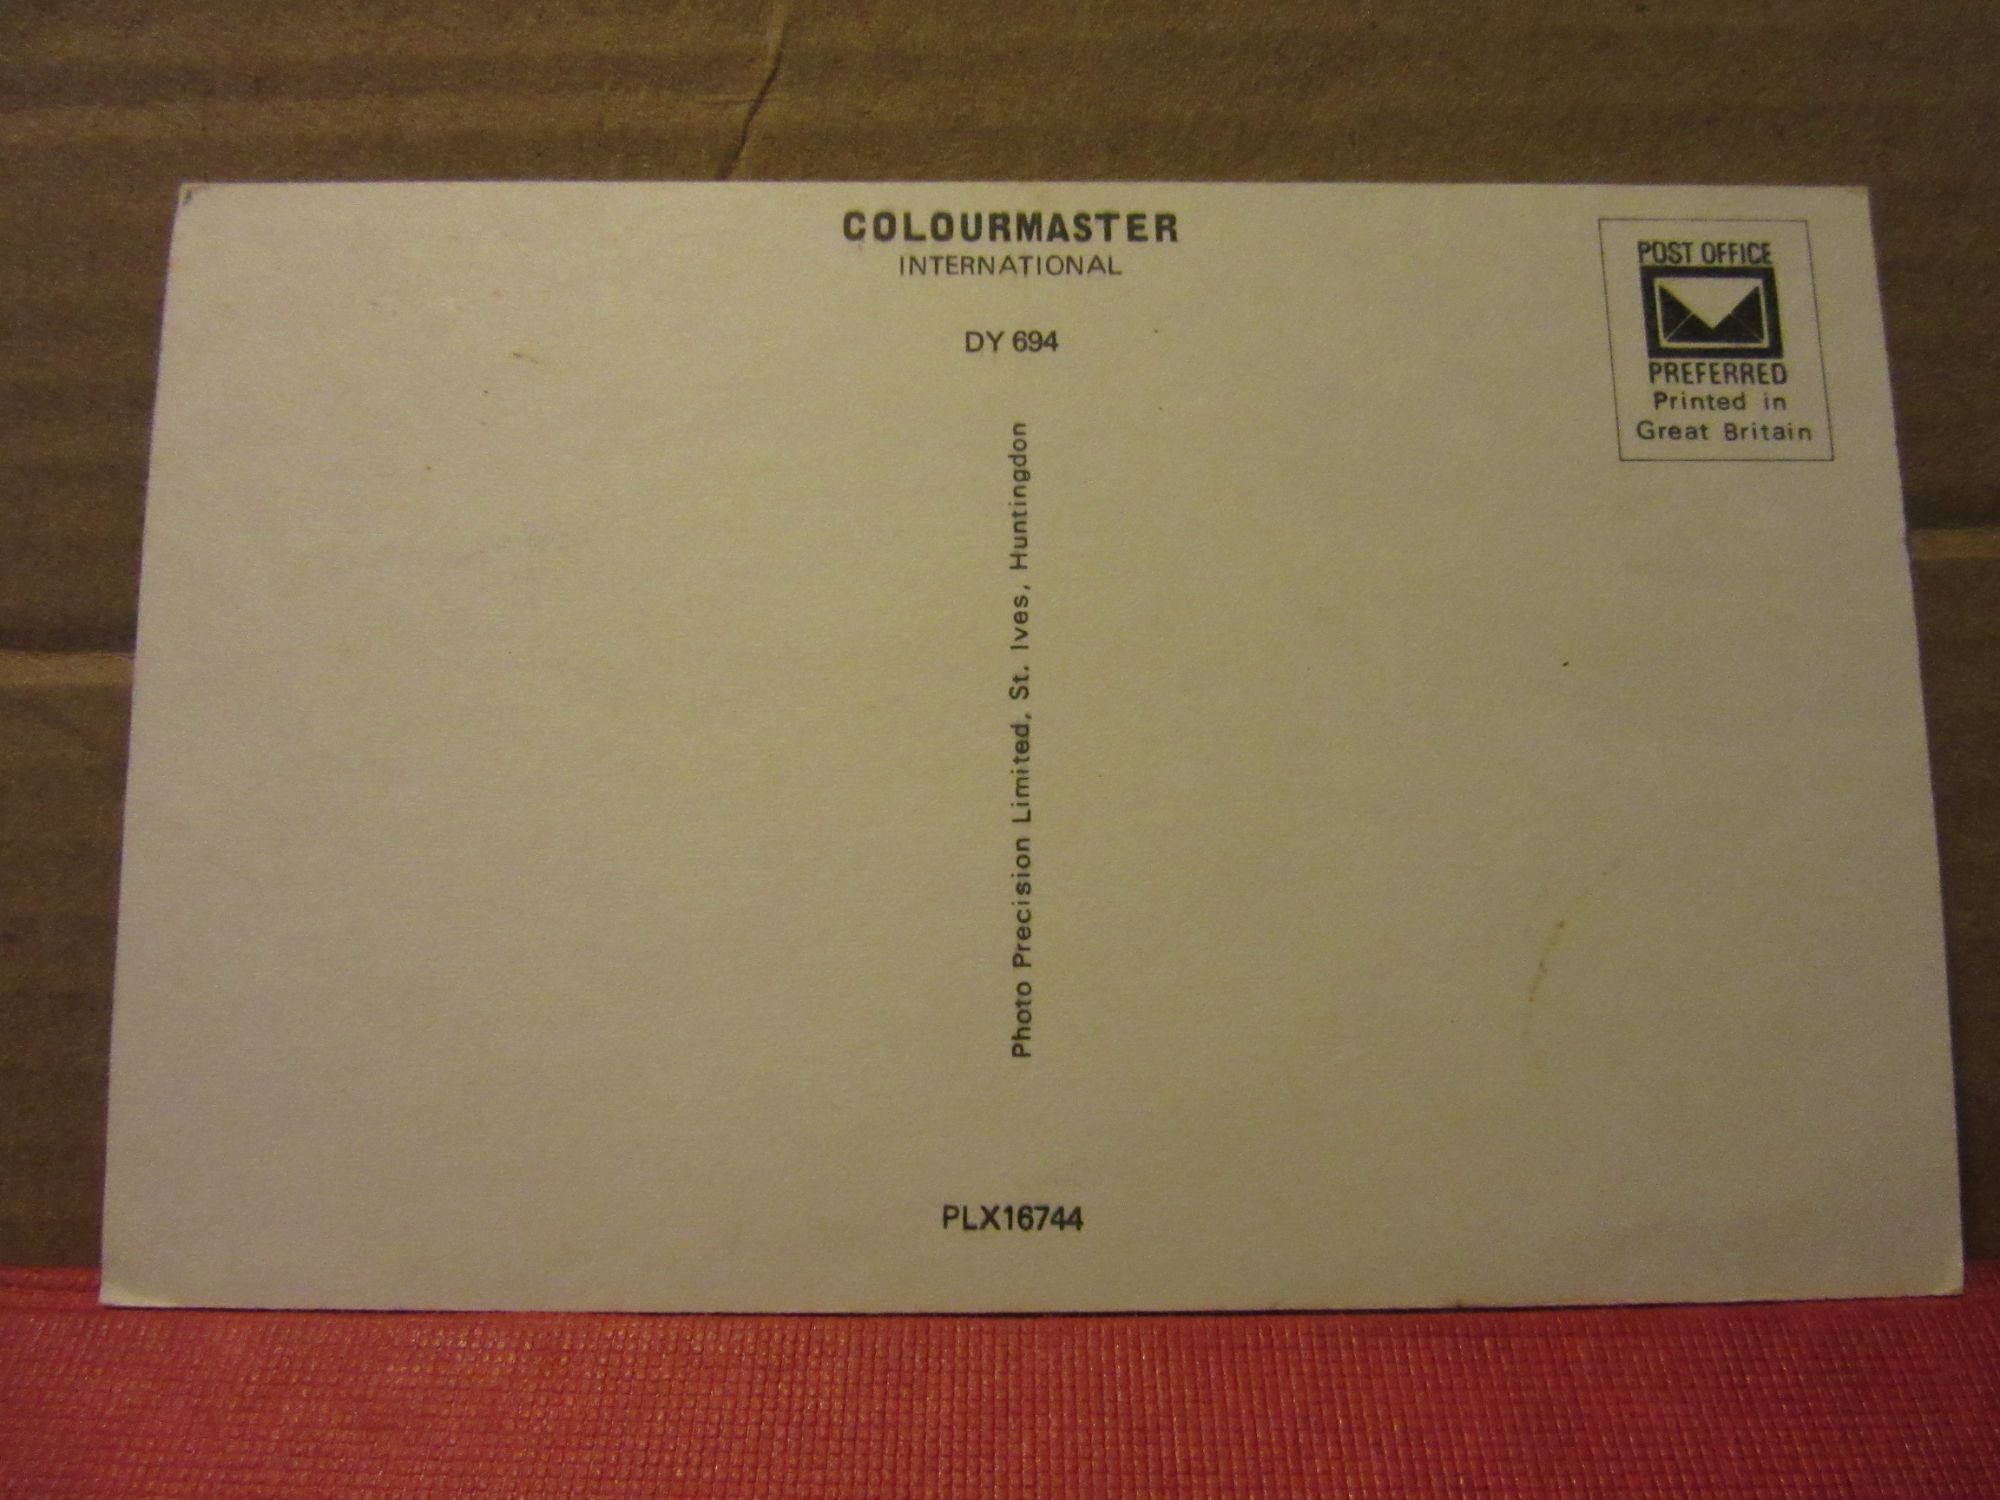 COLOURMASTER
INTERNATIONAL
DY 694
POST OFFICE
PREFERRED
Printed in
Great Britain
Photo Precision Limited, St. Ives, Huntingdon
PLX16744